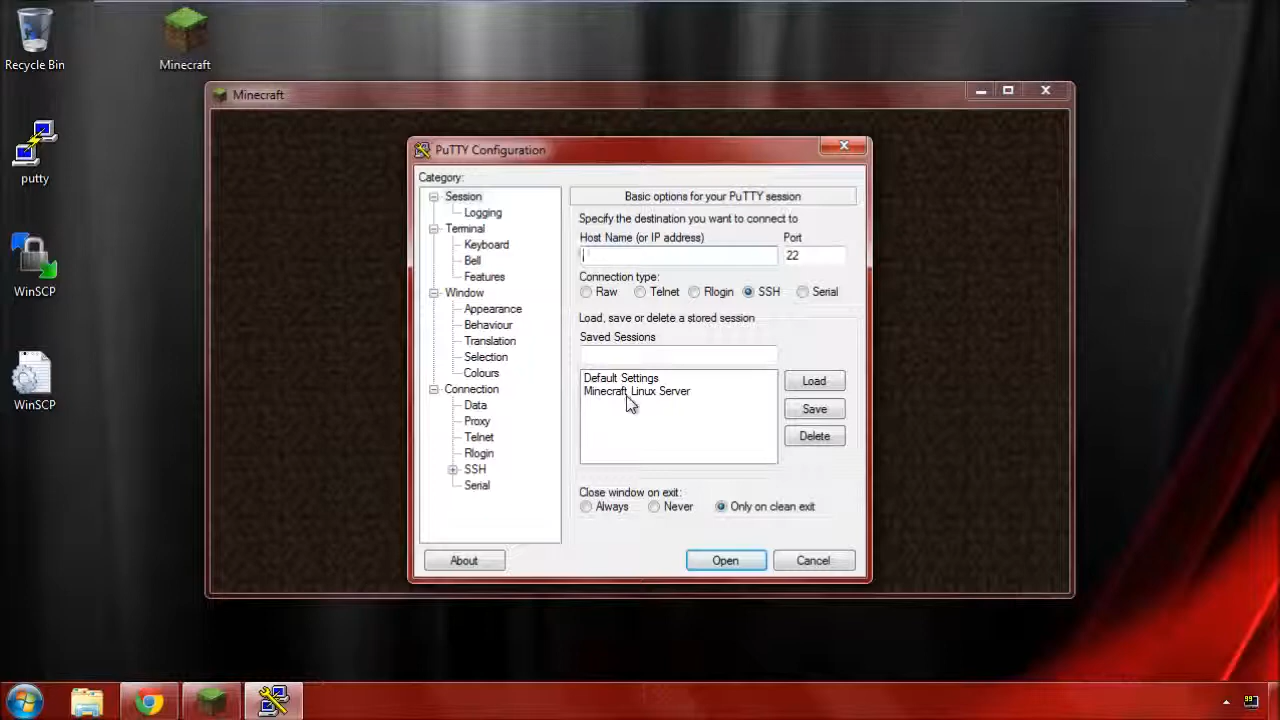 Recycle Bin
Minecraft
putty
WinSCP
WinSCP
Minecraft
PuTTY Configuration
Category:
Session
Logging
Terminal
Keyboard
Bell
Features
Window
Appearance
Behaviour
Translation
Selection
Colours
Connection
Data
Proxy
Telnet
Rlogin
SSH
Serial
Basic options for your PuTTY session
Specify the destination you want to connect to
Host Name (or IP address) Port
22
Connection type:
Raw Telnet Rlogin SSH Serial
Load, save or delete a stored session
Saved Sessions
Default Settings
Minecraft Linux Server
Load
Save
Delete
Close window on exit:
Always Never Only on clean exit
About Open Cancel
99